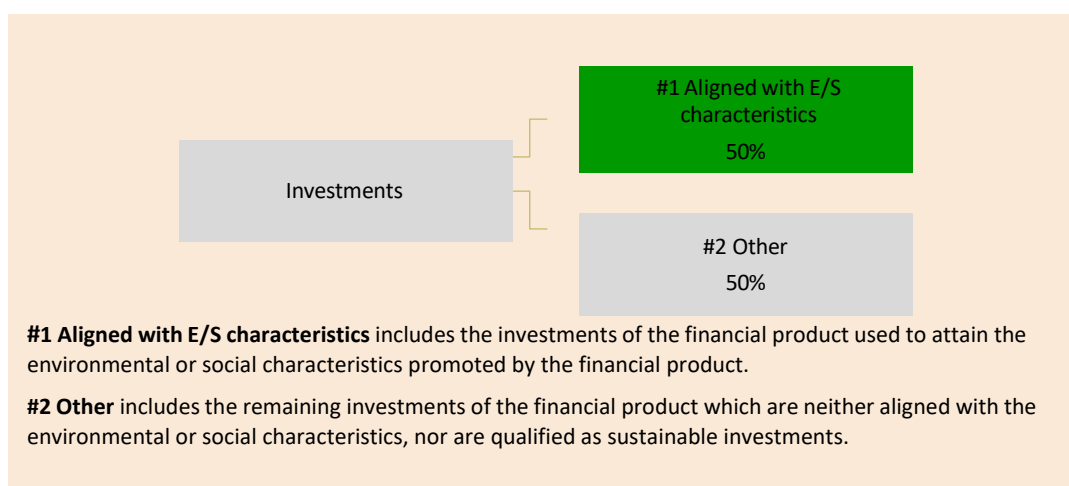 #1 Aligned with E/S
characteristics
50%
Investments
#2 Other
50%
#1 Aligned with E/S characteristics includes the investments of the financial product used to attain the
environmental or social characteristics promoted by the financial product.
#2 Other includes the remaining investments of the financial product which are neither aligned with the
environmental or social characteristics, nor are qualified as sustainable investments.